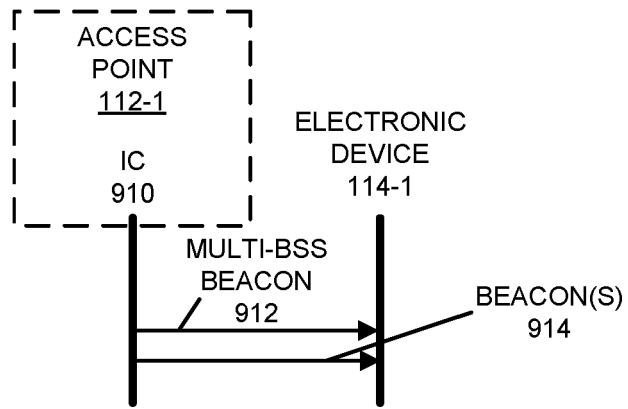 ACCESS
POINT
112-1
IC
910
ELECTRONIC
DEVICE
114-1
MULTI-BSS
BEACON
912
BEACON(S)
914